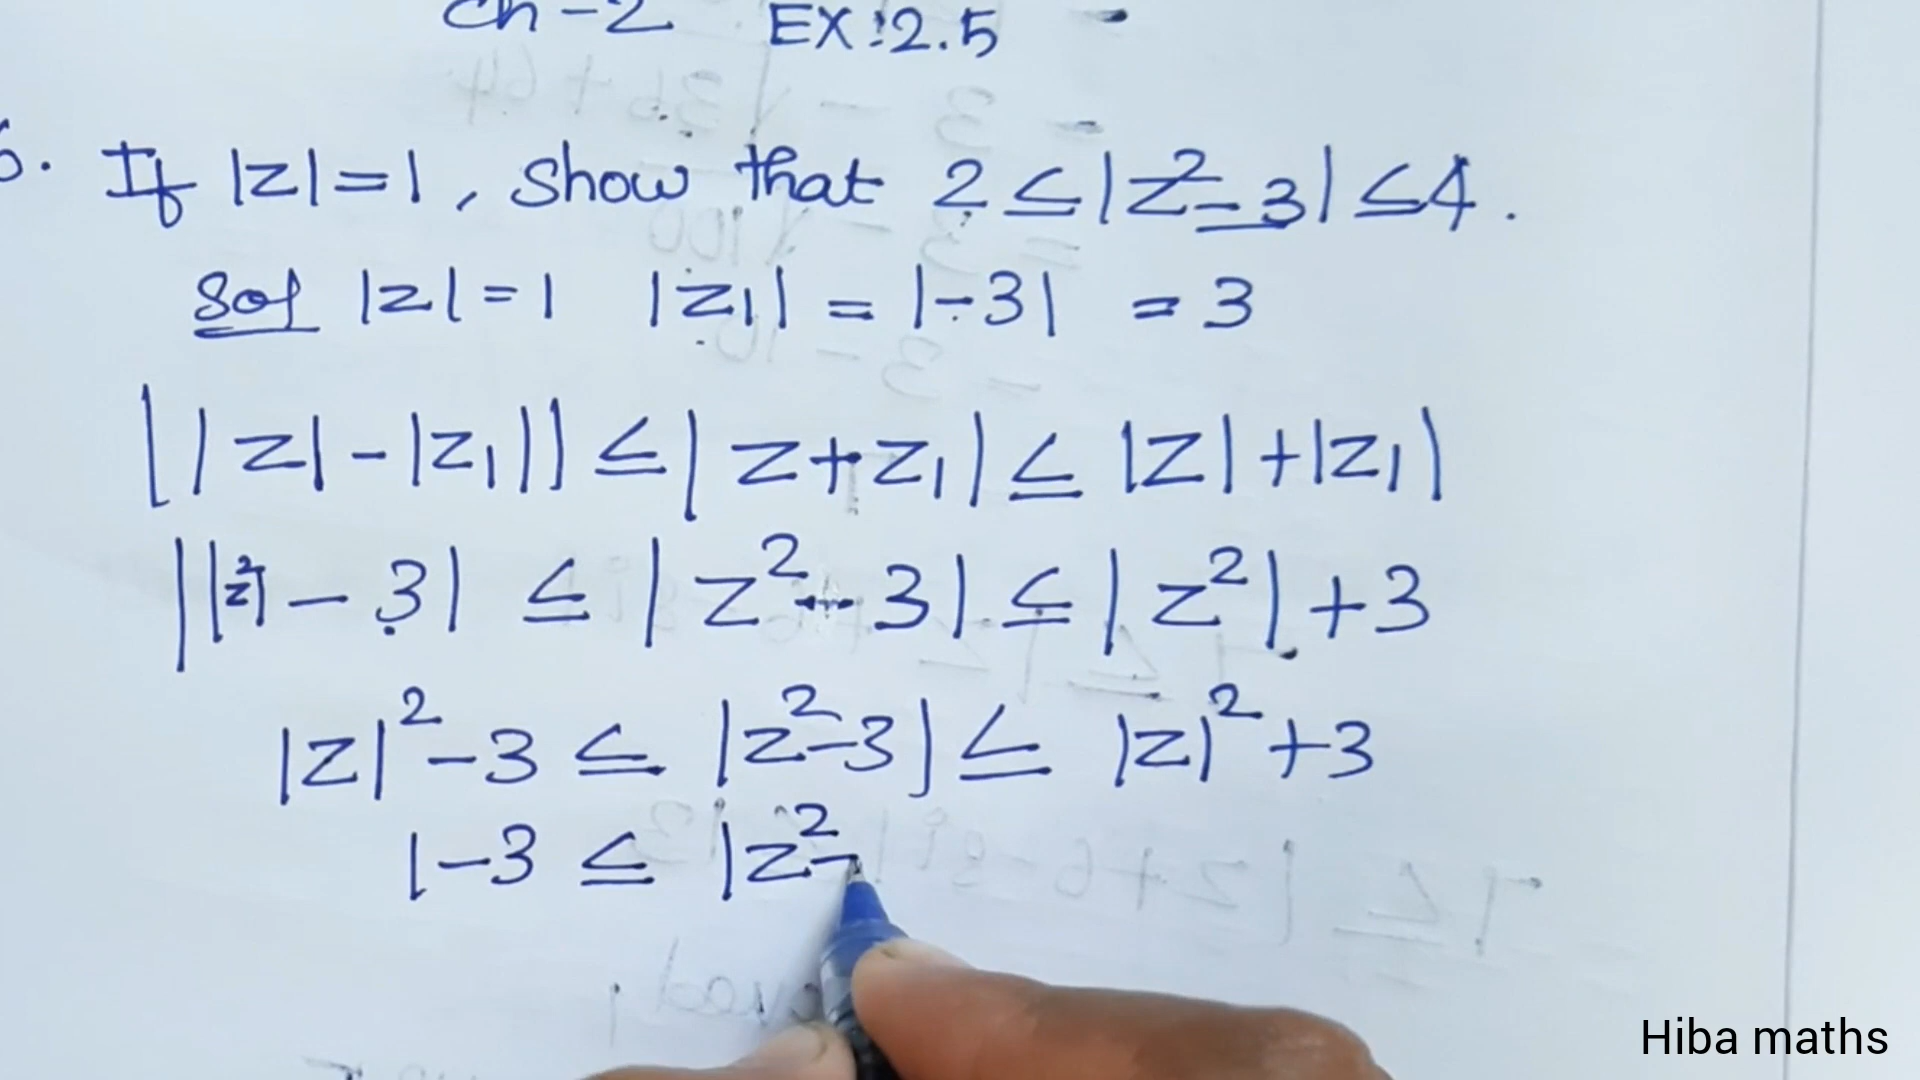 Ch-2 EX:2.5
6. If |z|=1, show that 2 ≤ |z²-3| ≤ 4.
Sol |z|=1 |z₁| = |-3| = 3
||z|-|z₁|| ≤ |z+z₁| ≤ |z|+|z₁|
||z²|-3| ≤ |z²-3| ≤ |z²|+3
|z|²-3 ≤ |z²-3| ≤ |z|²+3
1-3 ≤ |z²-
Hiba maths